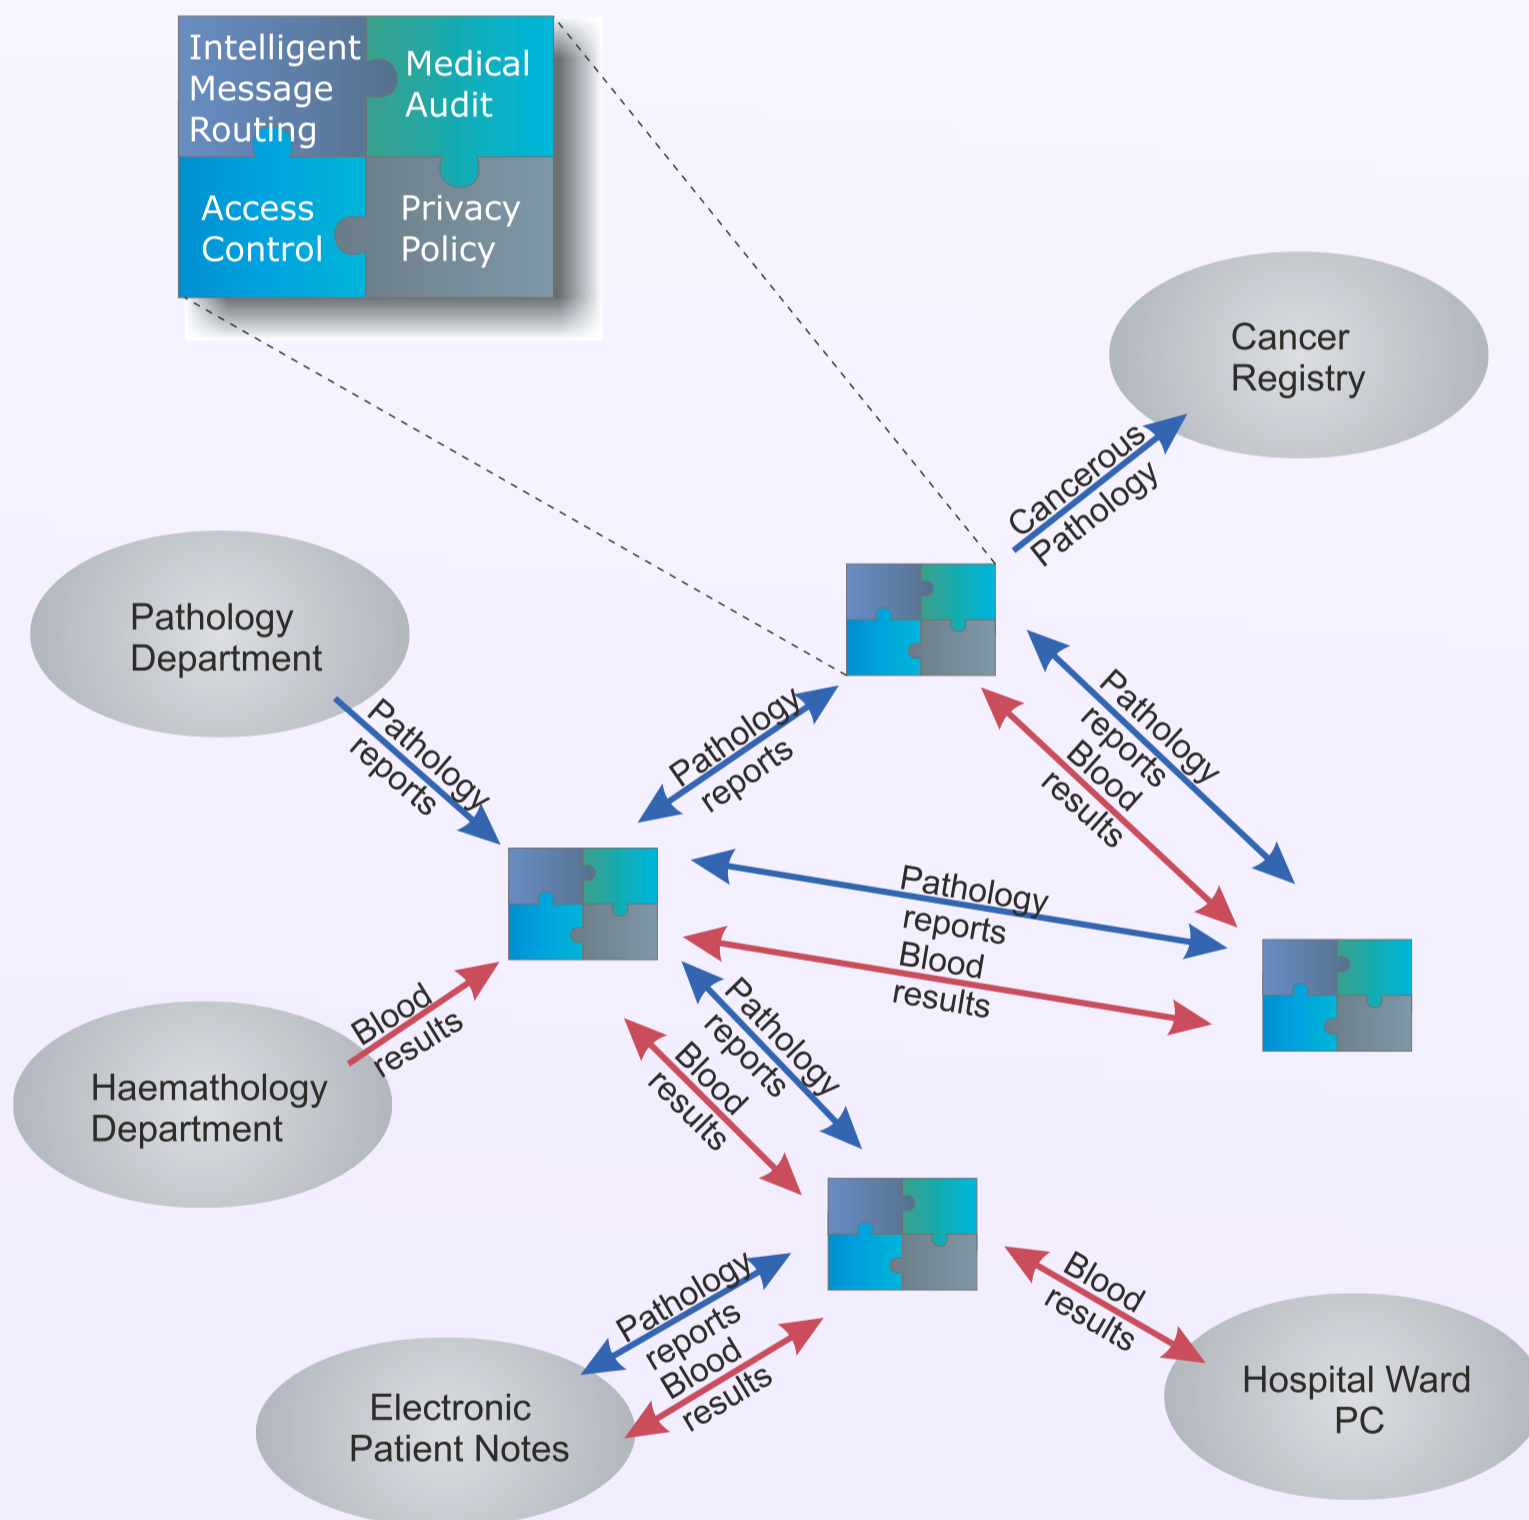 Intelligent
Message
Routing
Medical
Audit
Access
Control
Privacy
Policy
Cancer
Registry
Cancerous
Pathology
Pathology
Department
Pathology
reports
Pathology
reports
Pathology
reports
Blood
results
Pathology
reports
Blood
results
Blood
results
Haemathology
Department
Pathology
reports
Blood
results
Pathology
reports
Blood
results
Blood
results
Electronic
Patient Notes
Hospital Ward
PC